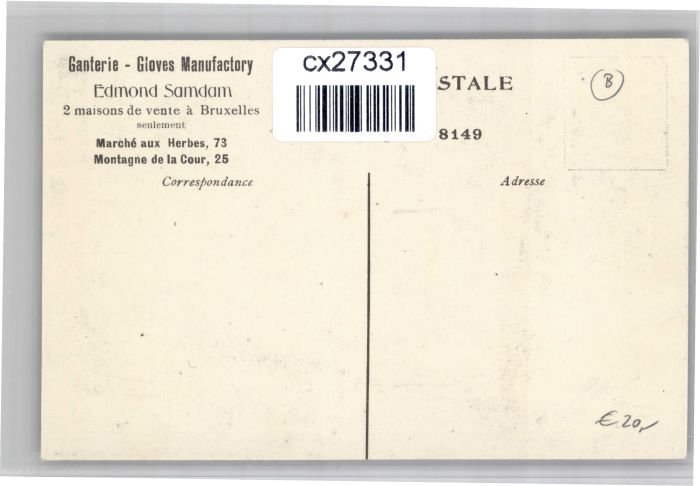 Ganterie - Gloves Manufactory
Edmond Samdam
2 maisons de vente à Bruxelles
seulement
Marché aux Herbes, 73
Montagne de la Cour, 25
Correspondance
cx27331
STALE
8149
Adresse
B
€ 20,-